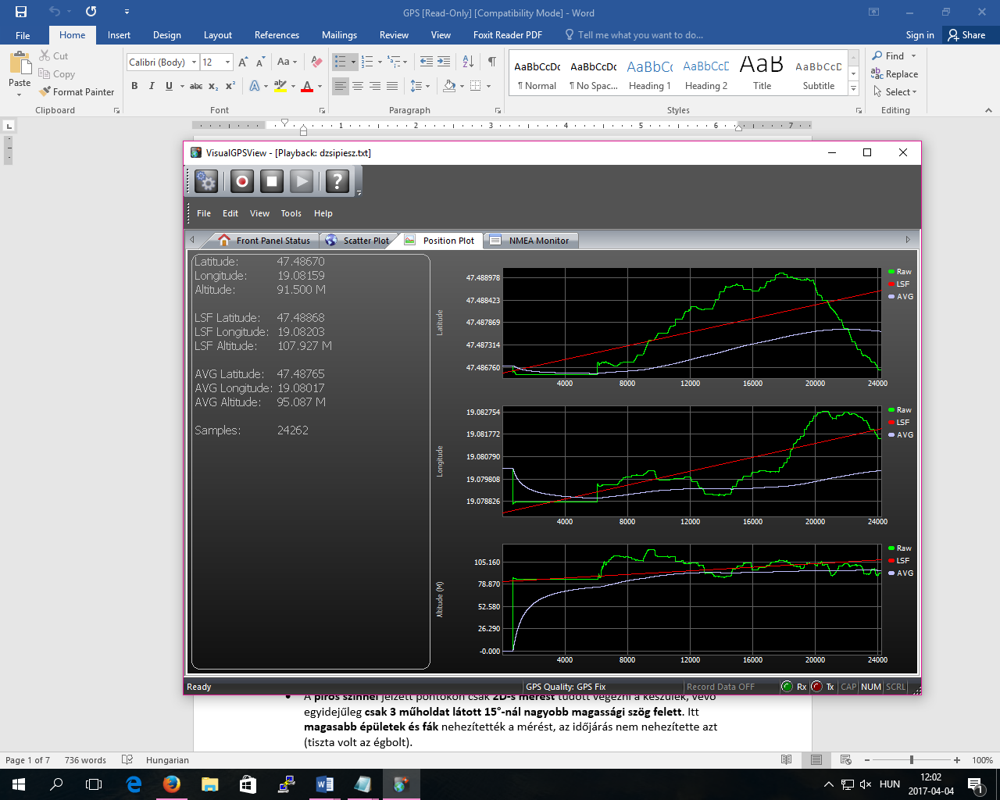 GPS [Read-Only] [Compatibility Mode] - Word
File Home Insert Design Layout References Mailings Review View Foxit Reader PDF Tell me what you want to do... Sign in Share
Paste
Cut
Copy
Format Painter
Clipboard
Calibri (Body) 12
Font
Paragraph
AaBbCcDc AaBbCcDc AaBbCc AaBbCcD AaB AaBbCcD
¶ Normal ¶ No Spac... Heading 1 Heading 2 Title Subtitle
Styles
Find
Replace
Select
Editing
1 2 3 4 5 6 7
VisualGPSView - [Playback: dzsipiesz.txt]
File Edit View Tools Help
Front Panel Status Scatter Plot Position Plot NMEA Monitor
Latitude: 47.48670
Longitude: 19.08159
Altitude: 91.500 M
LSF Latitude: 47.48868
LSF Longitude: 19.08203
LSF Altitude: 107.927 M
AVG Latitude: 47.48765
AVG Longitude: 19.08017
AVG Altitude: 95.087 M
Samples: 24262
Latitude
47.488978
47.488423
47.487869
47.487314
47.486760
4000 8000 12000 16000 20000 24000
Raw
LSF
AVG
Longitude
19.082754
19.081772
19.080790
19.079808
19.078826
4000 8000 12000 16000 20000 24000
Raw
LSF
AVG
Altitude (M)
105.160
78.870
52.580
26.290
-0.000
4000 8000 12000 16000 20000 24000
Raw
LSF
AVG
Ready GPS Quality: GPS Fix Record Data OFF Rx Tx CAP NUM SCRL
A piros színnel jelzett pontokon csak 2D-s mérést tudott végezni a készülék, vevő
egyidejűleg csak 3 műholdat látott 15°-nál nagyobb magassági szög felett. Itt
magasabb épületek és fák nehezítették a mérést, az időjárás nem nehezítette azt
(tiszta volt az égbolt).
Page 1 of 7 736 words Hungarian 100%
HUN
12:02
2017-04-04
1